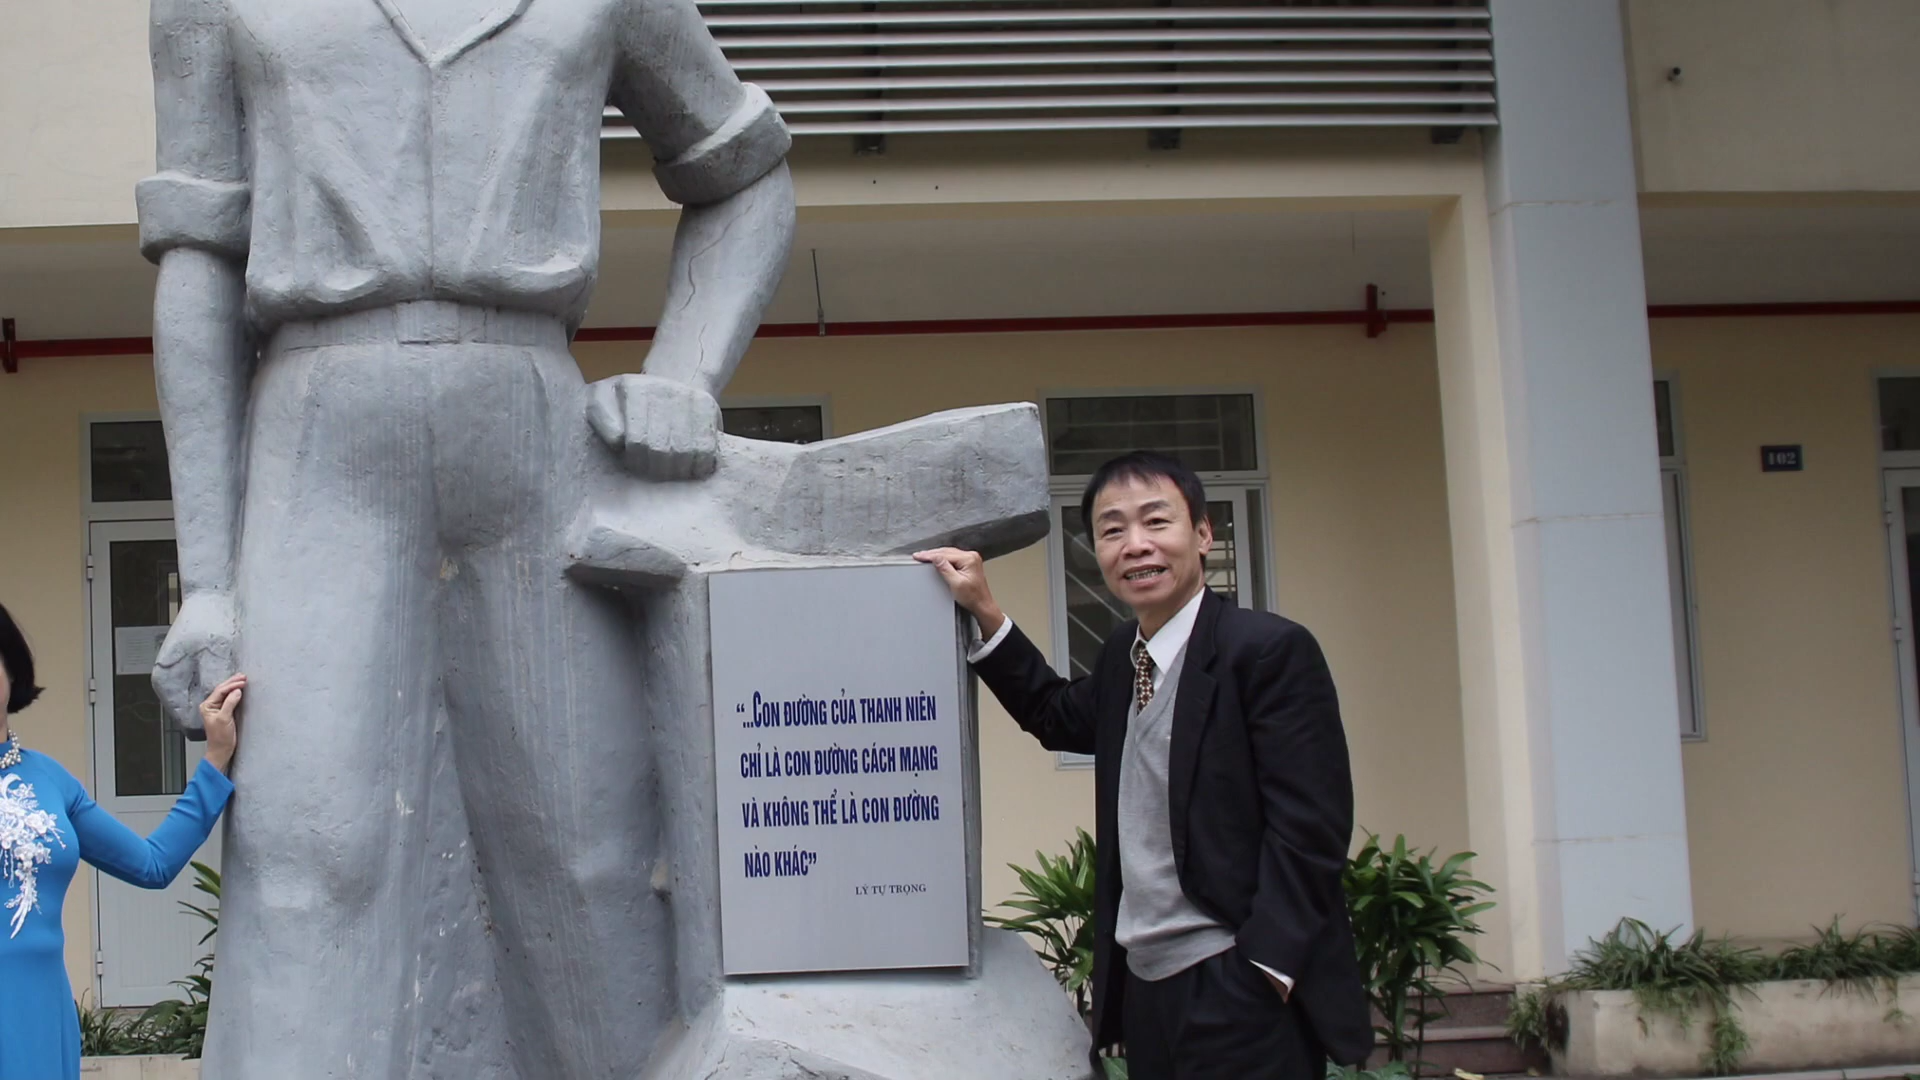 “...CON ĐƯỜNG CỦA THANH NIÊN
CHỈ LÀ CON ĐƯỜNG CÁCH MẠNG
VÀ KHÔNG THỂ LÀ CON ĐƯỜNG
NÀO KHÁC”
LÝ TỰ TRỌNG
102